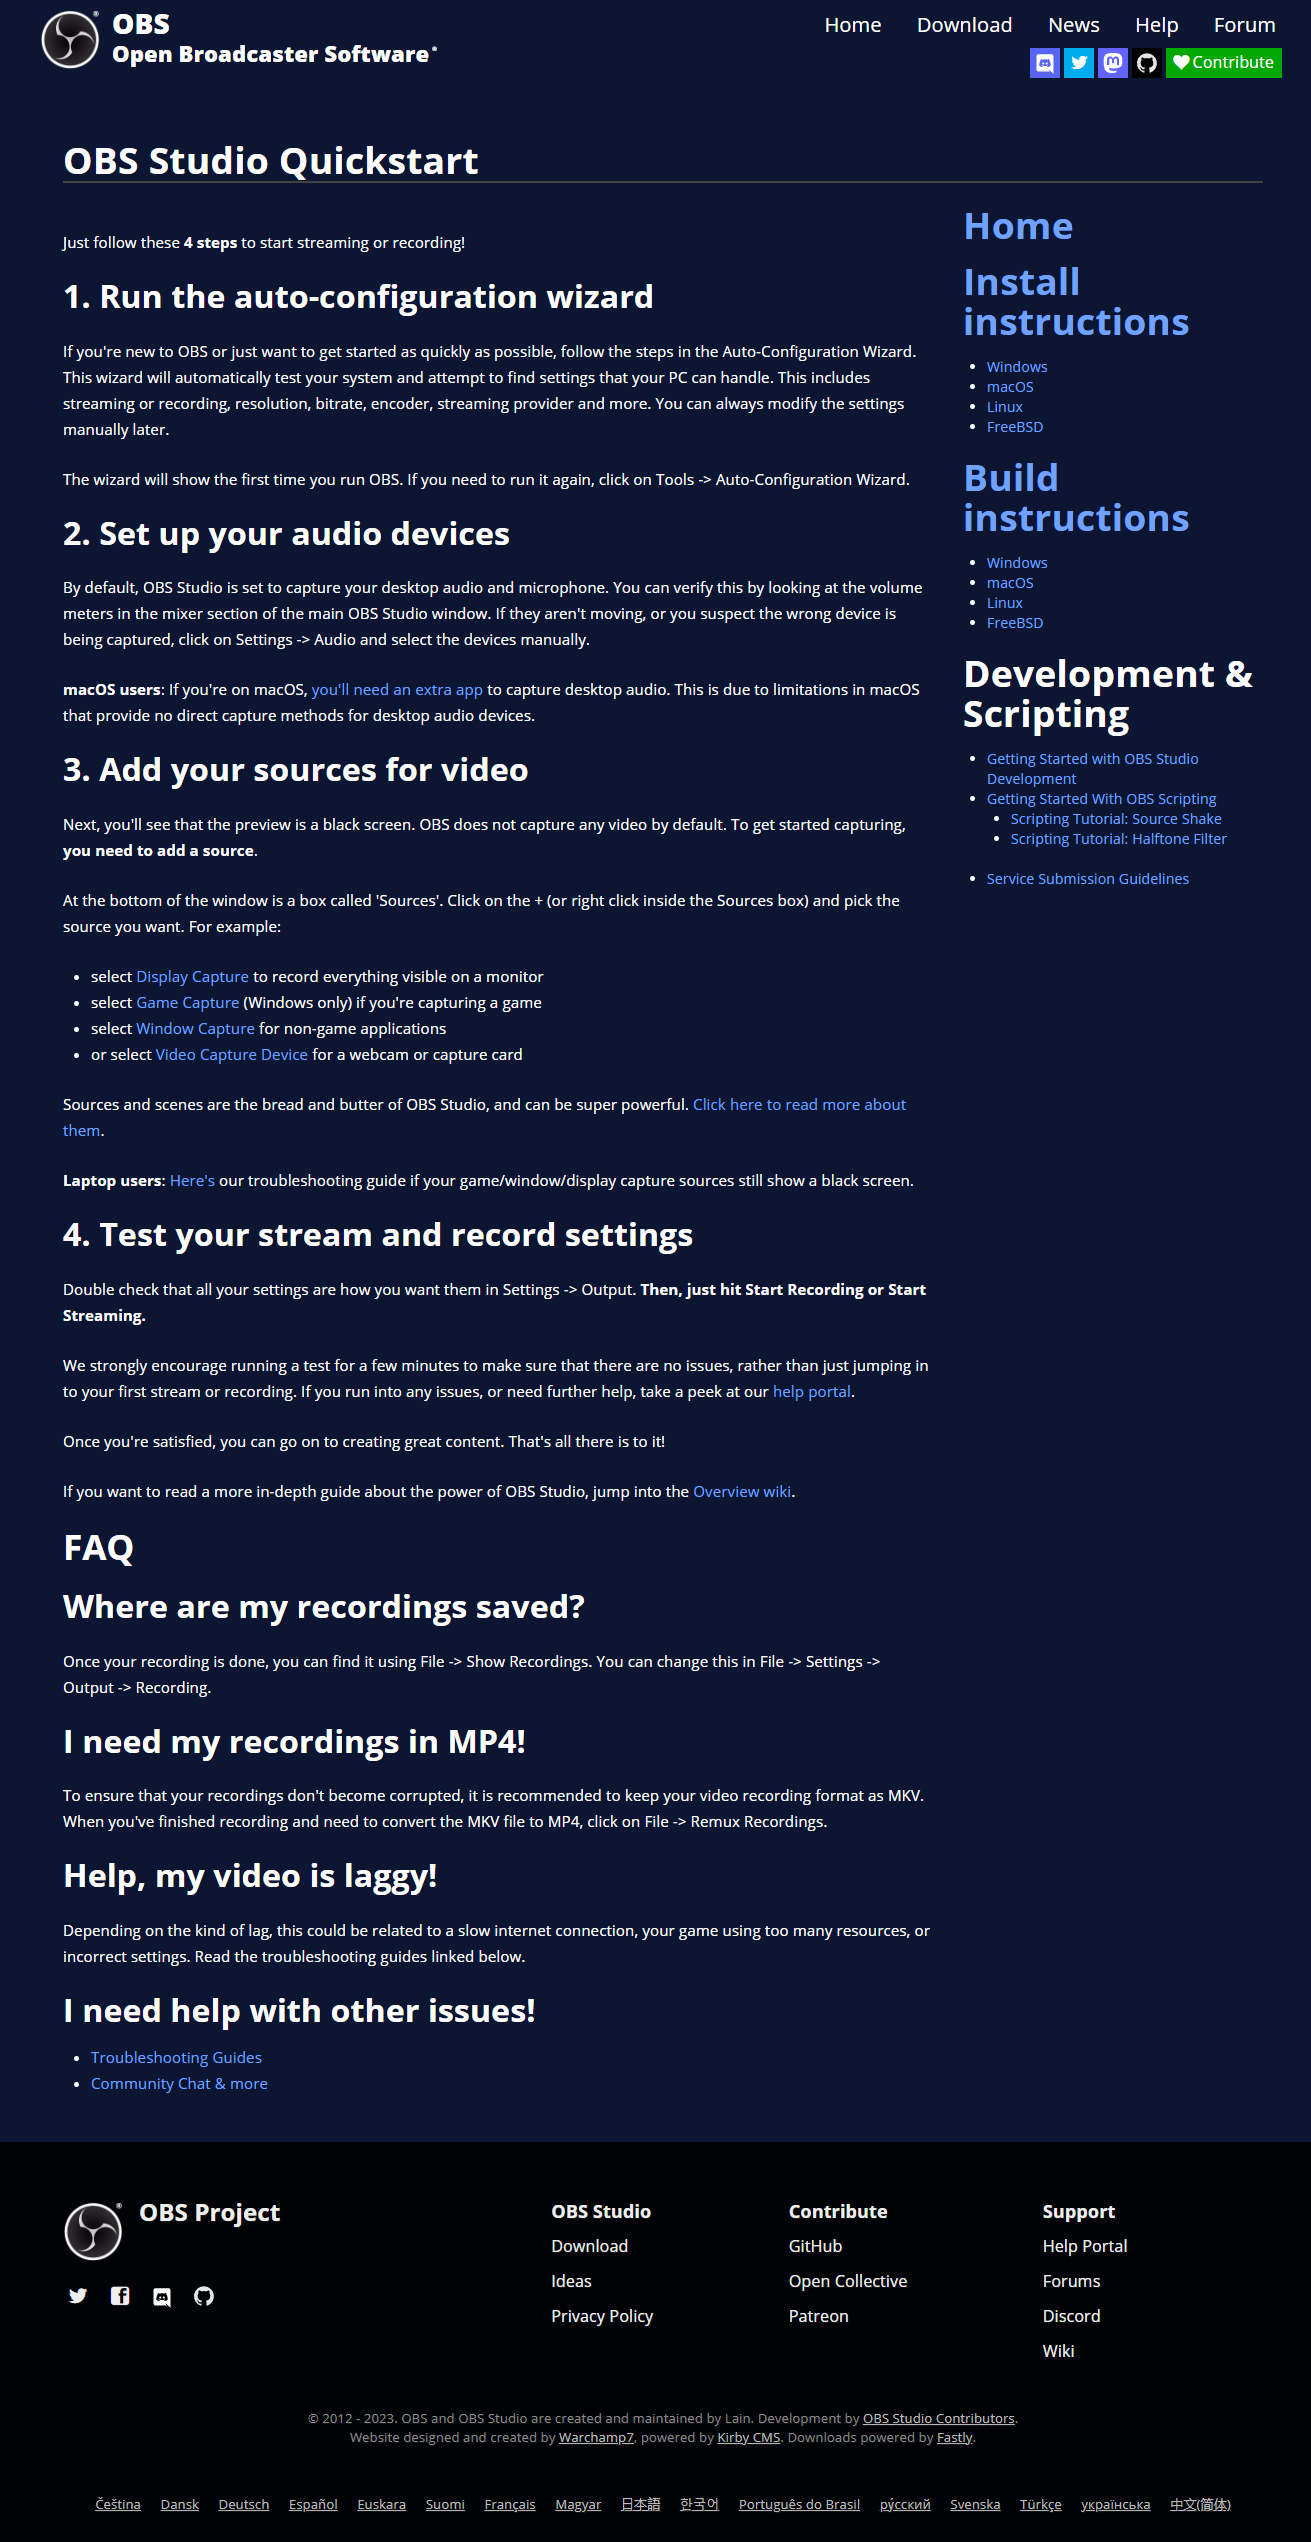 OBS
Open Broadcaster Software®
Home Download News Help Forum
Contribute
OBS Studio Quickstart
Just follow these 4 steps to start streaming or recording!
1. Run the auto-configuration wizard
If you're new to OBS or just want to get started as quickly as possible, follow the steps in the Auto-Configuration Wizard.
This wizard will automatically test your system and attempt to find settings that your PC can handle. This includes
streaming or recording, resolution, bitrate, encoder, streaming provider and more. You can always modify the settings
manually later.
The wizard will show the first time you run OBS. If you need to run it again, click on Tools -> Auto-Configuration Wizard.
2. Set up your audio devices
By default, OBS Studio is set to capture your desktop audio and microphone. You can verify this by looking at the volume
meters in the mixer section of the main OBS Studio window. If they aren't moving, or you suspect the wrong device is
being captured, click on Settings -> Audio and select the devices manually.
macOS users: If you're on macOS, you'll need an extra app to capture desktop audio. This is due to limitations in macOS
that provide no direct capture methods for desktop audio devices.
3. Add your sources for video
Next, you'll see that the preview is a black screen. OBS does not capture any video by default. To get started capturing,
you need to add a source.
At the bottom of the window is a box called 'Sources'. Click on the + (or right click inside the Sources box) and pick the
source you want. For example:
• select Display Capture to record everything visible on a monitor
• select Game Capture (Windows only) if you're capturing a game
• select Window Capture for non-game applications
• or select Video Capture Device for a webcam or capture card
Sources and scenes are the bread and butter of OBS Studio, and can be super powerful. Click here to read more about
them.
Laptop users: Here's our troubleshooting guide if your game/window/display capture sources still show a black screen.
4. Test your stream and record settings
Double check that all your settings are how you want them in Settings -> Output. Then, just hit Start Recording or Start
Streaming.
We strongly encourage running a test for a few minutes to make sure that there are no issues, rather than just jumping in
to your first stream or recording. If you run into any issues, or need further help, take a peek at our help portal.
Once you're satisfied, you can go on to creating great content. That's all there is to it!
If you want to read a more in-depth guide about the power of OBS Studio, jump into the Overview wiki.
FAQ
Where are my recordings saved?
Once your recording is done, you can find it using File -> Show Recordings. You can change this in File -> Settings ->
Output -> Recording.
I need my recordings in MP4!
To ensure that your recordings don't become corrupted, it is recommended to keep your video recording format as MKV.
When you've finished recording and need to convert the MKV file to MP4, click on File -> Remux Recordings.
Help, my video is laggy!
Depending on the kind of lag, this could be related to a slow internet connection, your game using too many resources, or
incorrect settings. Read the troubleshooting guides linked below.
I need help with other issues!
• Troubleshooting Guides
• Community Chat & more
Home
Install
instructions
• Windows
• macOS
• Linux
• FreeBSD
Build
instructions
• Windows
• macOS
• Linux
• FreeBSD
Development &
Scripting
• Getting Started with OBS Studio
Development
• Getting Started With OBS Scripting
• Scripting Tutorial: Source Shake
• Scripting Tutorial: Halftone Filter
• Service Submission Guidelines
OBS Project
OBS Studio
Download
Ideas
Privacy Policy
Contribute
GitHub
Open Collective
Patreon
Support
Help Portal
Forums
Discord
Wiki
© 2012 - 2023. OBS and OBS Studio are created and maintained by Lain. Development by OBS Studio Contributors.
Website designed and created by Warchamp7, powered by Kirby CMS. Downloads powered by Fastly.
Čeština Dansk Deutsch Español Euskara Suomi Français Magyar 日本語 한국어 Português do Brasil ру́сский Svenska Türkçe українська 中文(简体)